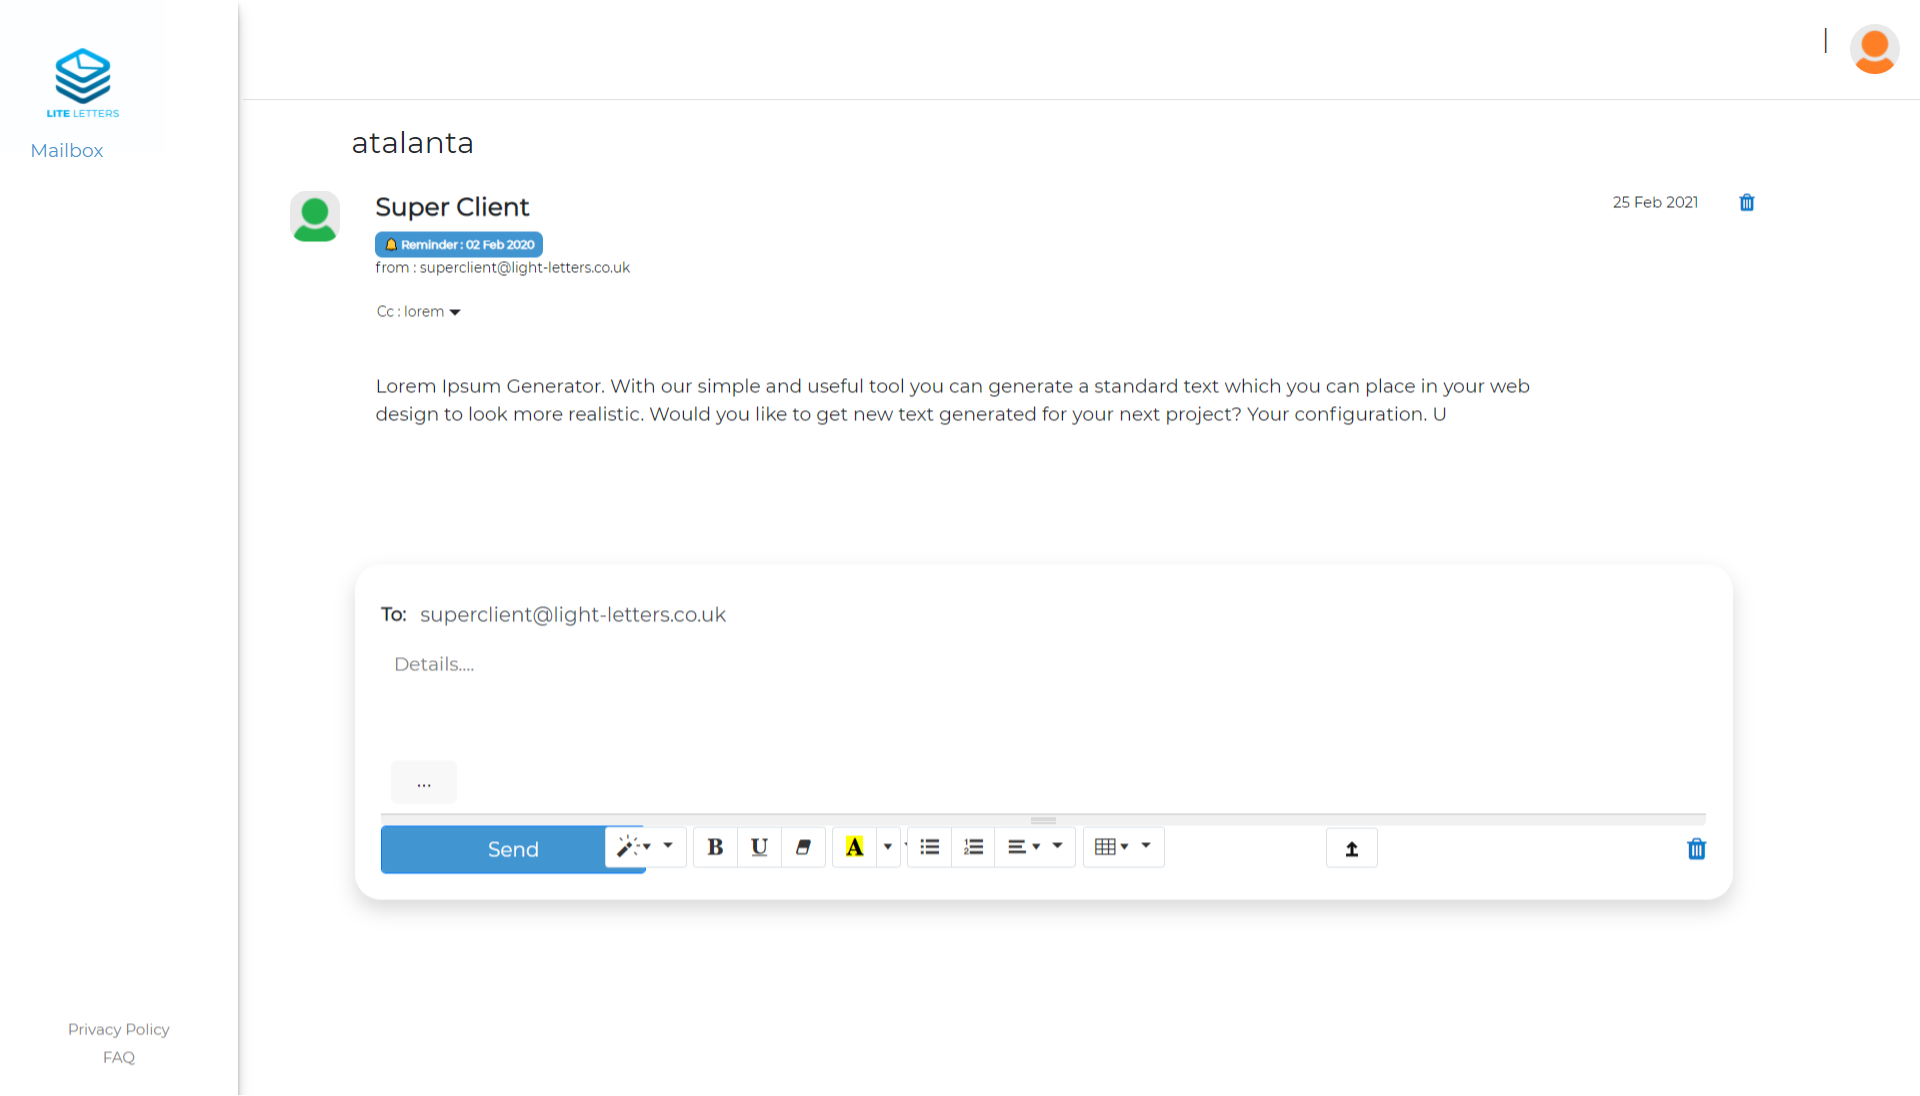 LITE LETTERS
Mailbox
atalanta
Super Client
25 Feb 2021
Reminder : 02 Feb 2020
from : superclient@light-letters.co.uk
Cc : lorem
Lorem Ipsum Generator. With our simple and useful tool you can generate a standard text which you can place in your web
design to look more realistic. Would you like to get new text generated for your next project? Your configuration. U
To: superclient@light-letters.co.uk
Details....
...
Send
B U A
Privacy Policy
FAQ